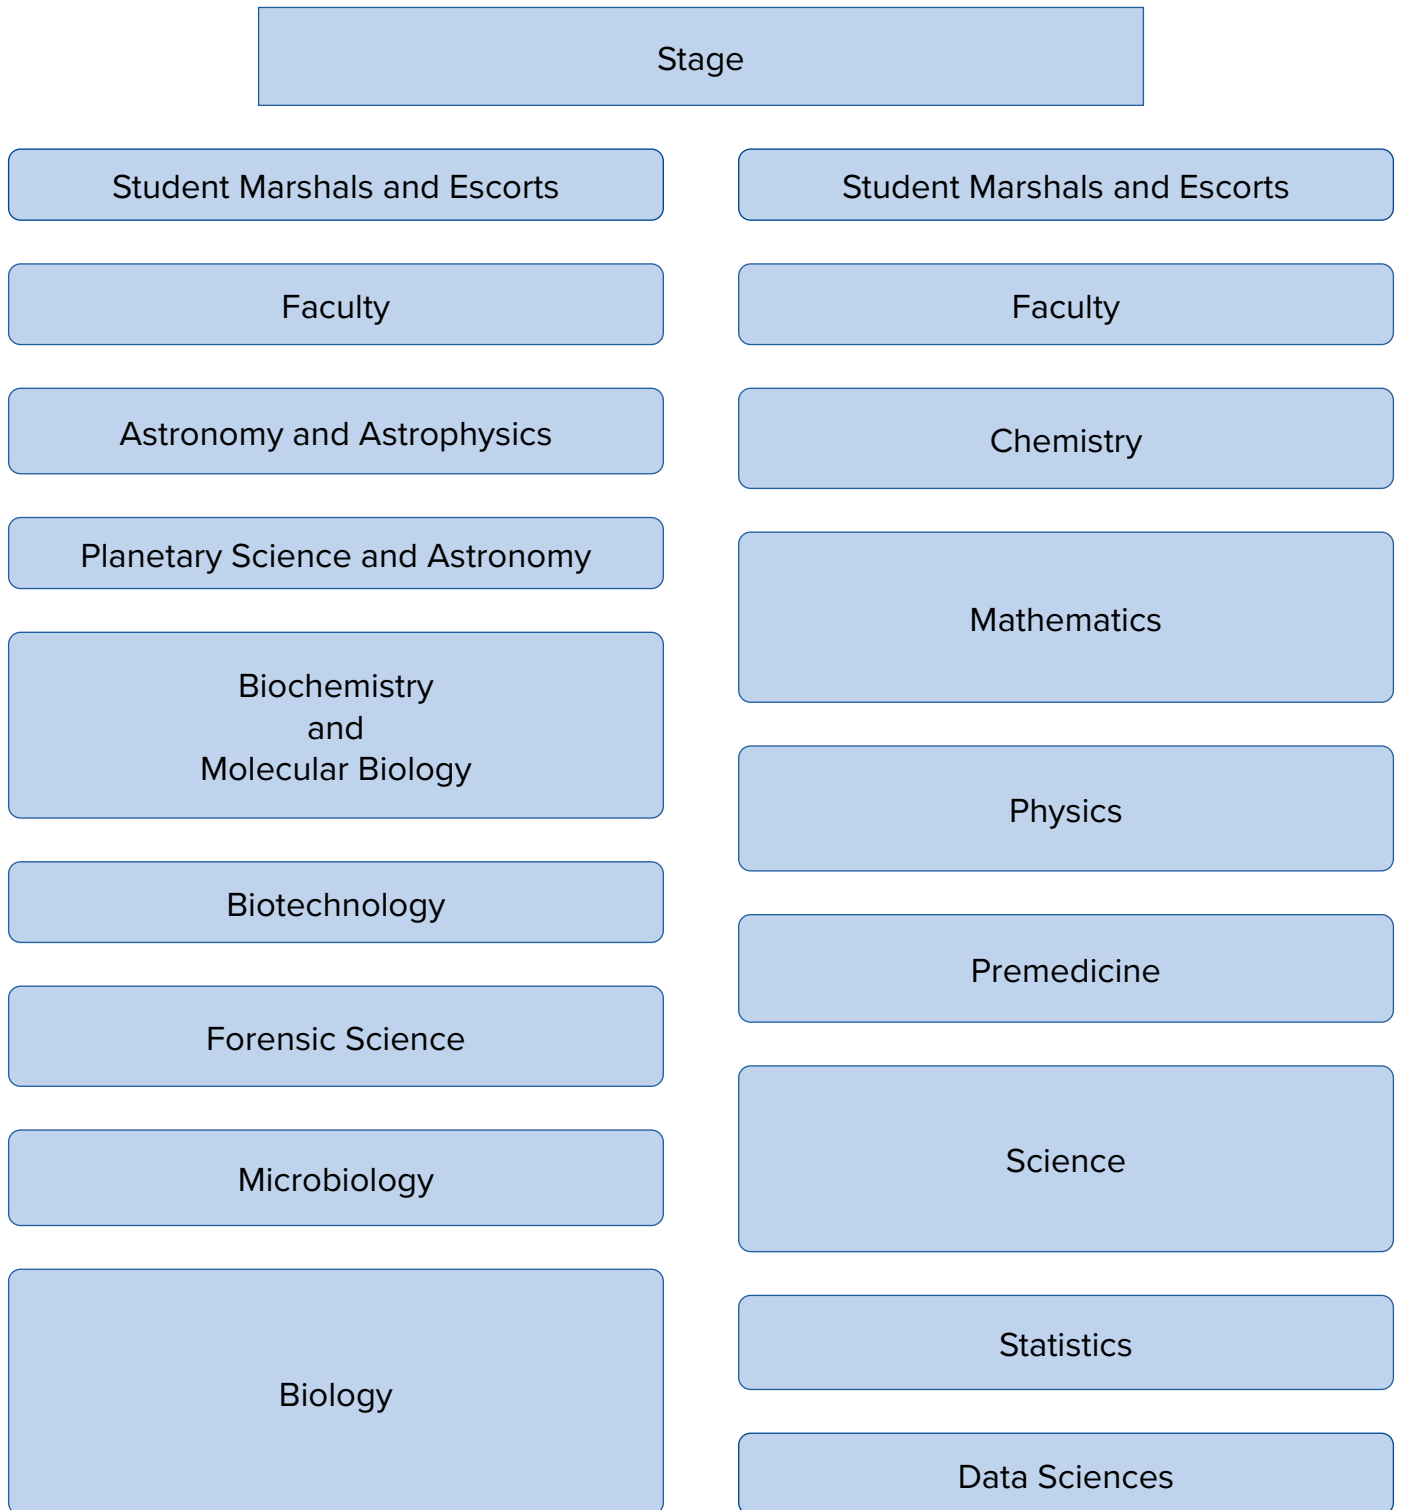 Stage
Student Marshals and Escorts
Faculty
Astronomy and Astrophysics
Planetary Science and Astronomy
Biochemistry
and
Molecular Biology
Biotechnology
Forensic Science
Microbiology
Biology
Student Marshals and Escorts
Faculty
Chemistry
Mathematics
Physics
Premedicine
Science
Statistics
Data Sciences